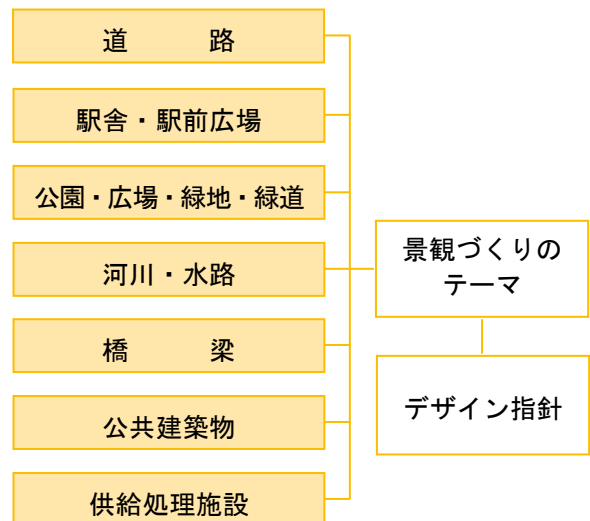 道　　　路
駅舎・駅前広場
公園・広場・緑地・緑道
河川・水路
橋　　　梁
公共建築物
供給処理施設
景観づくりの
テーマ
デザイン指針